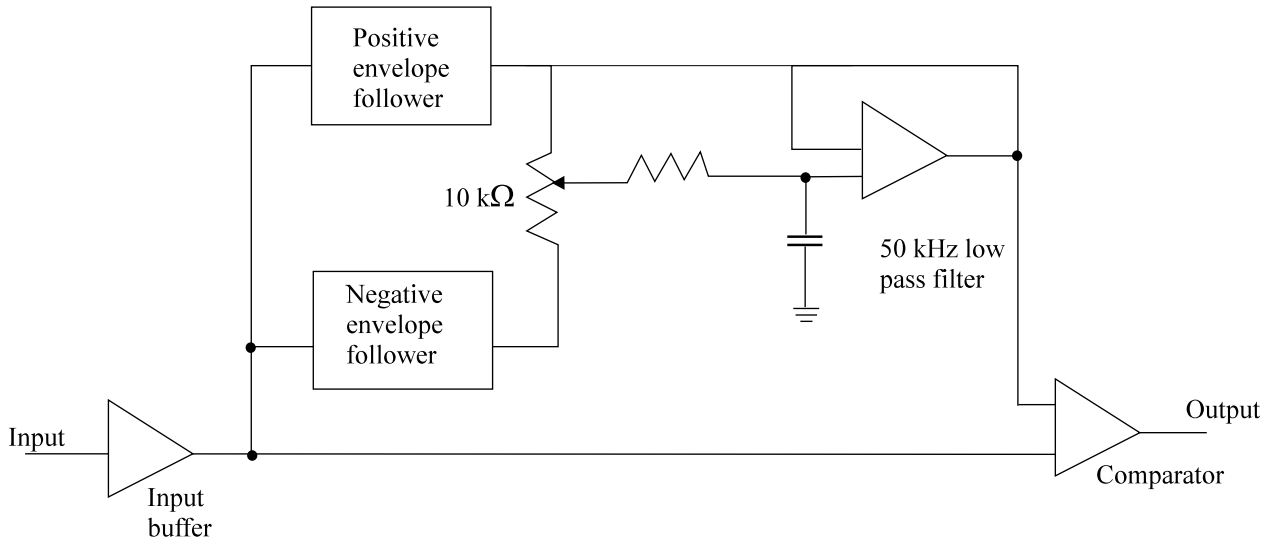 Positive
envelope
follower
10 kΩ
50 kHz low
pass filter
Negative
envelope
follower
Input
Input
buffer
Output
Comparator